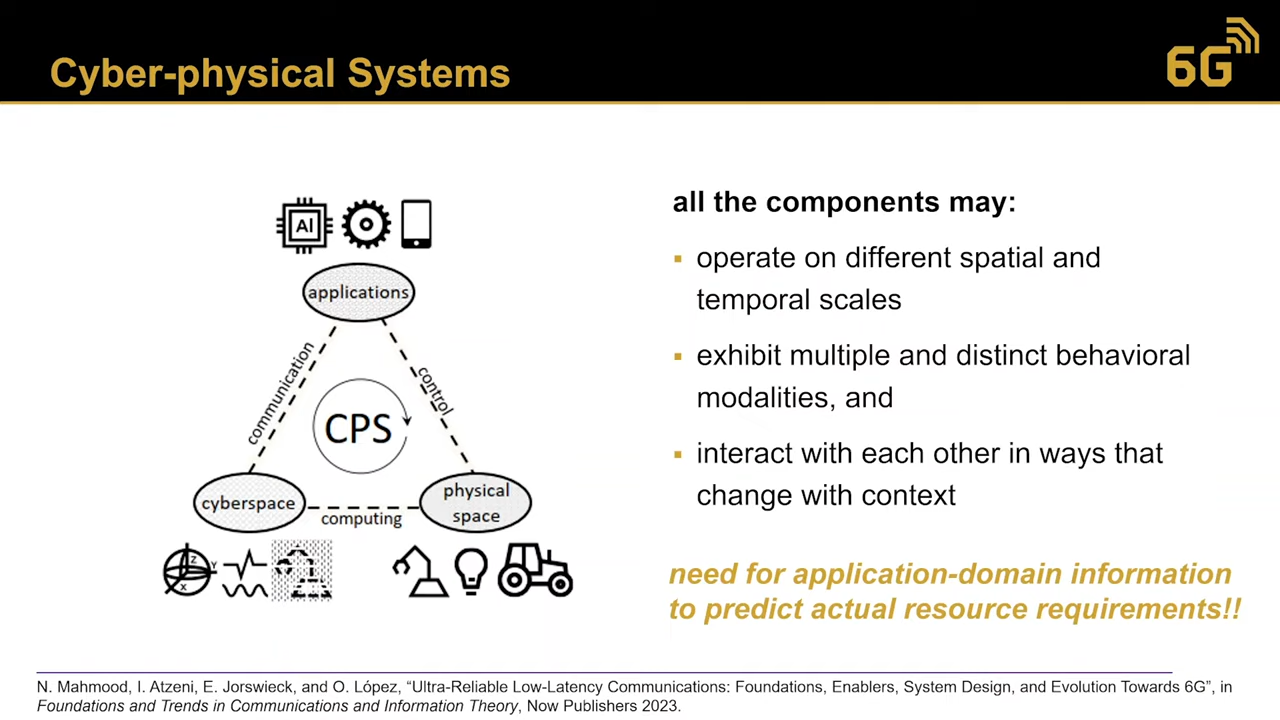 Cyber-physical Systems
6G
AI
applications
communication
control
CPS
cyberspace
computing
physical
space
Z
Y
X
all the components may:
▪ operate on different spatial and
temporal scales
▪ exhibit multiple and distinct behavioral
modalities, and
▪ interact with each other in ways that
change with context
need for application-domain information
to predict actual resource requirements!!
N. Mahmood, I. Atzeni, E. Jorswieck, and O. López, “Ultra-Reliable Low-Latency Communications: Foundations, Enablers, System Design, and Evolution Towards 6G”, in
Foundations and Trends in Communications and Information Theory, Now Publishers 2023.